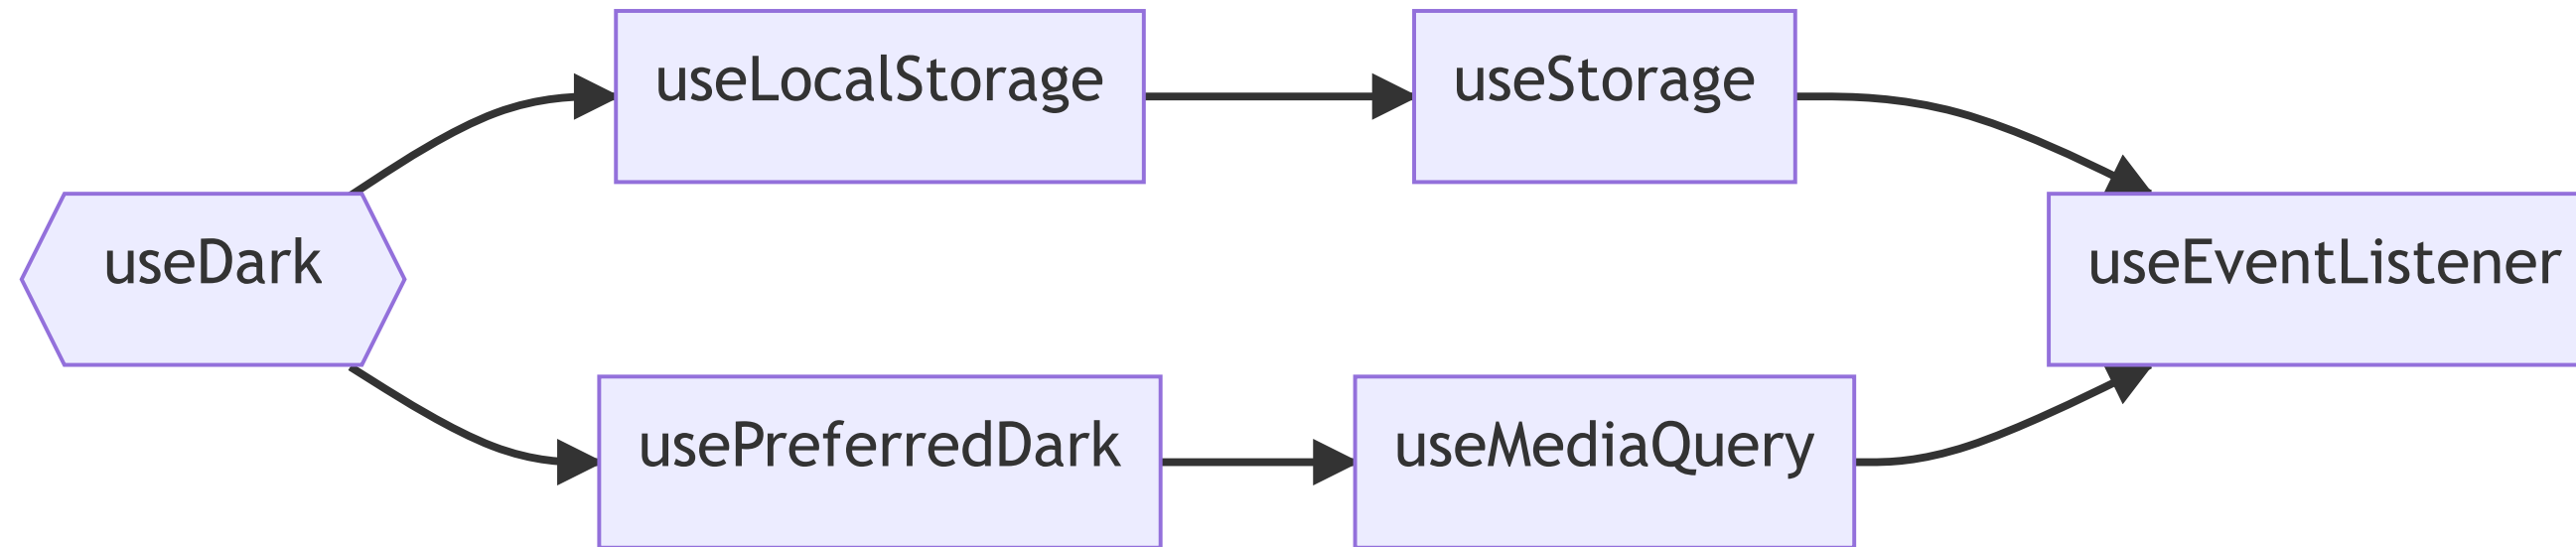 useLocalStorage
useStorage
useDark
useEventListener
usePreferredDark
useMediaQuery